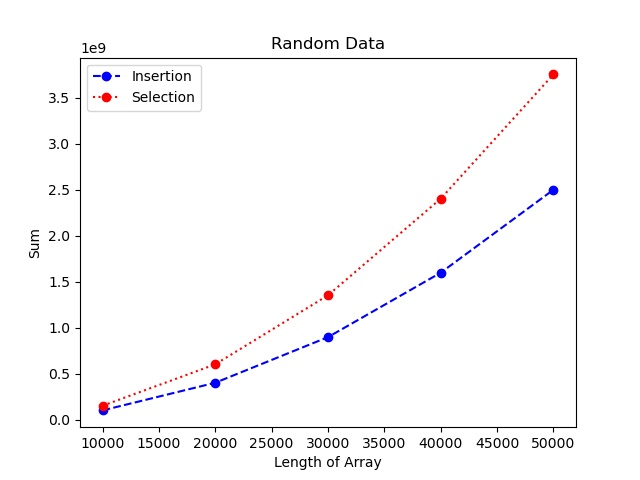 Random Data
1e9
Insertion
Selection
3.5
3.0
2.5
2.0
1.5
1.0
0.5
0.0
Sum
10000 15000 20000 25000 30000 35000 40000 45000 50000
Length of Array